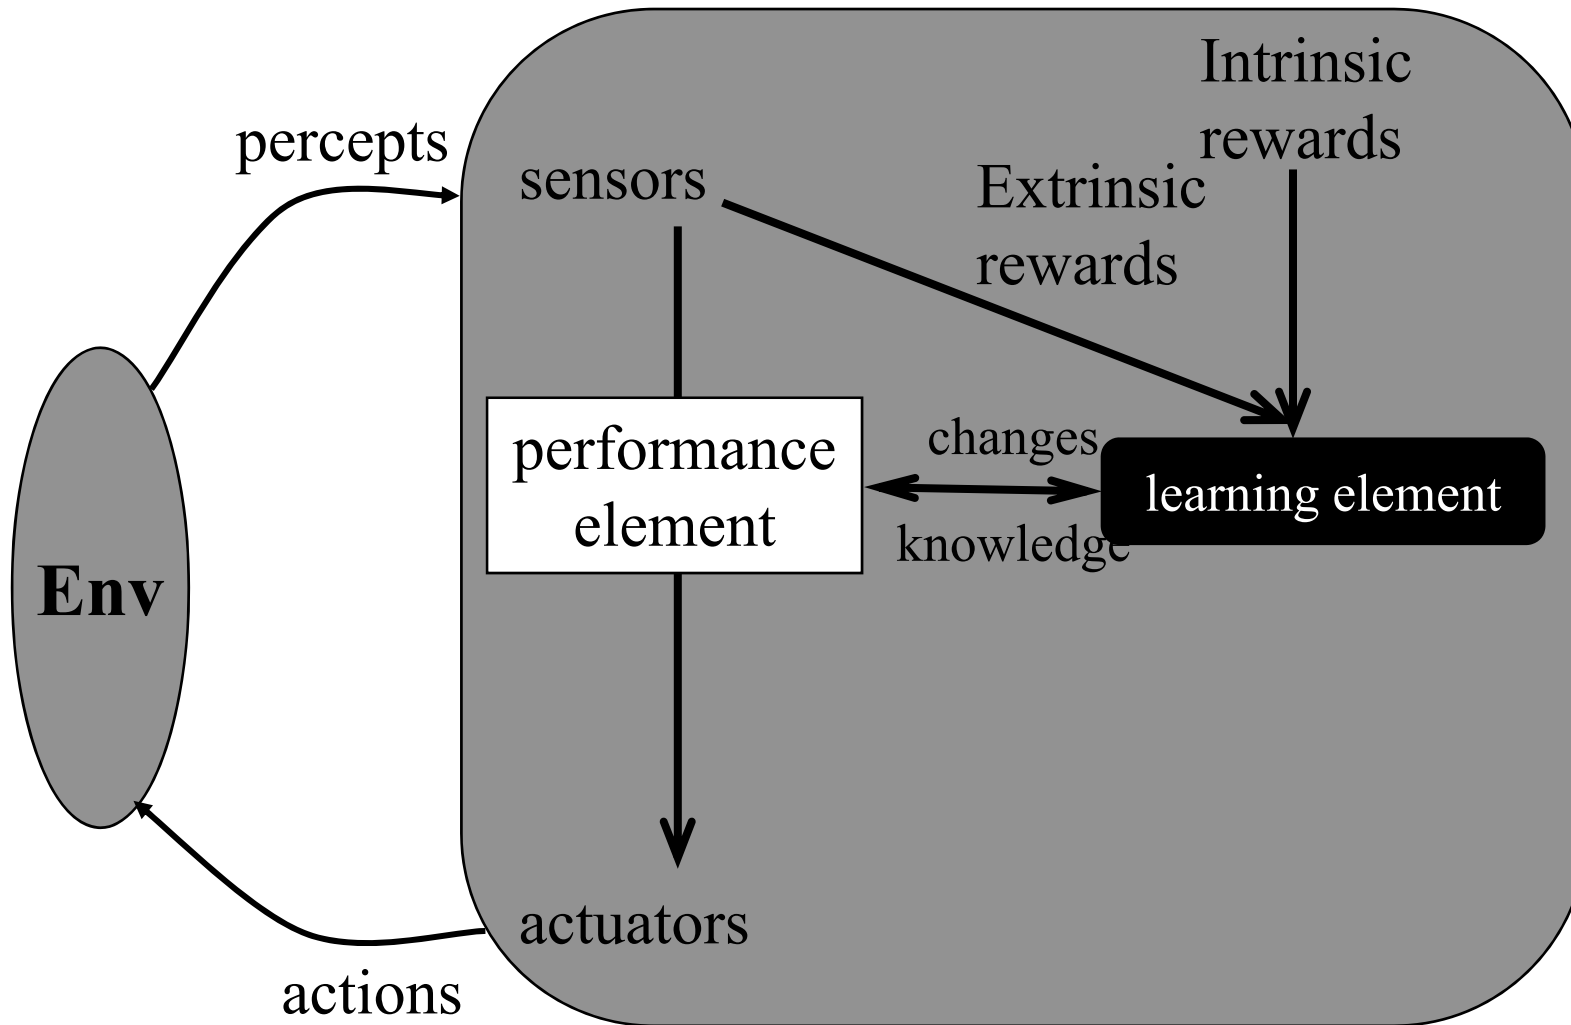 Intrinsic
rewards
percepts
sensors
Extrinsic
rewards
changes
performance
element
learning element
knowledge
Env
actuators
actions